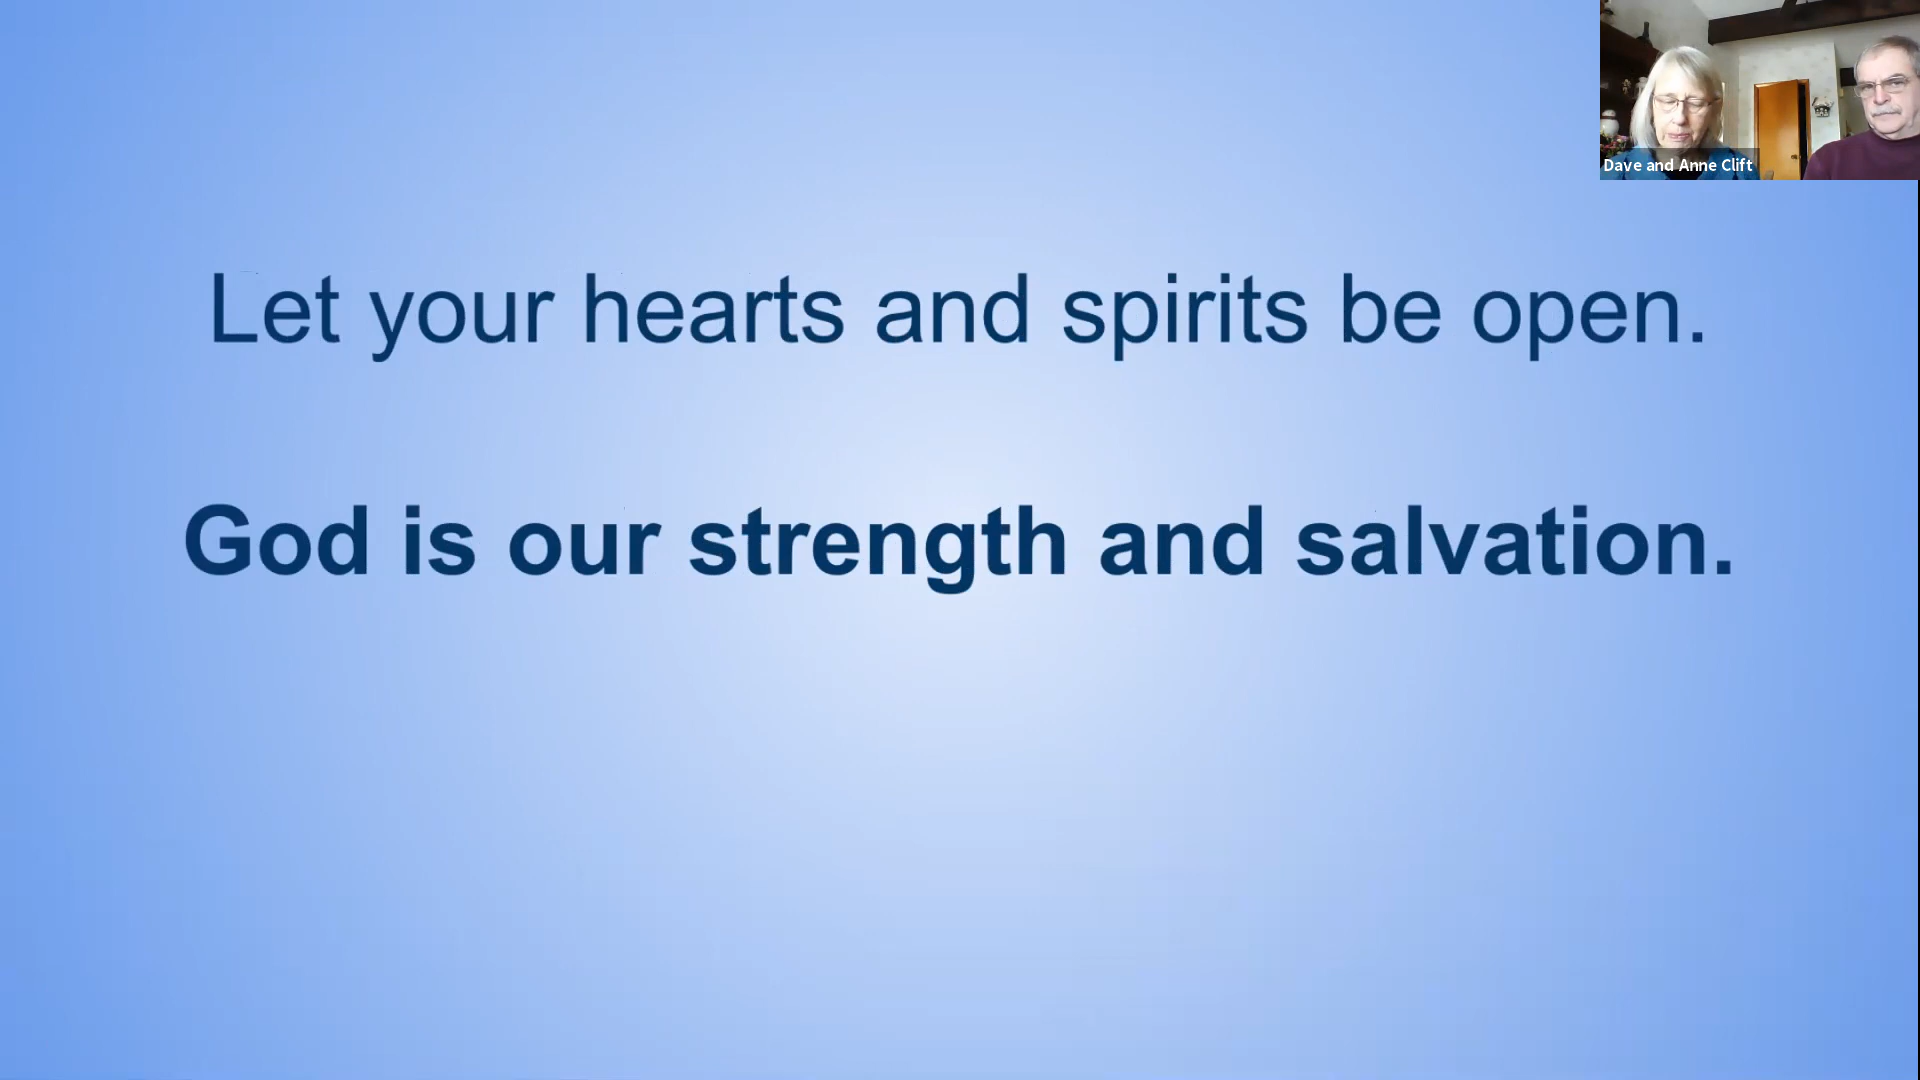 Dave and Anne Clift
Let your hearts and spirits be open.
God is our strength and salvation.